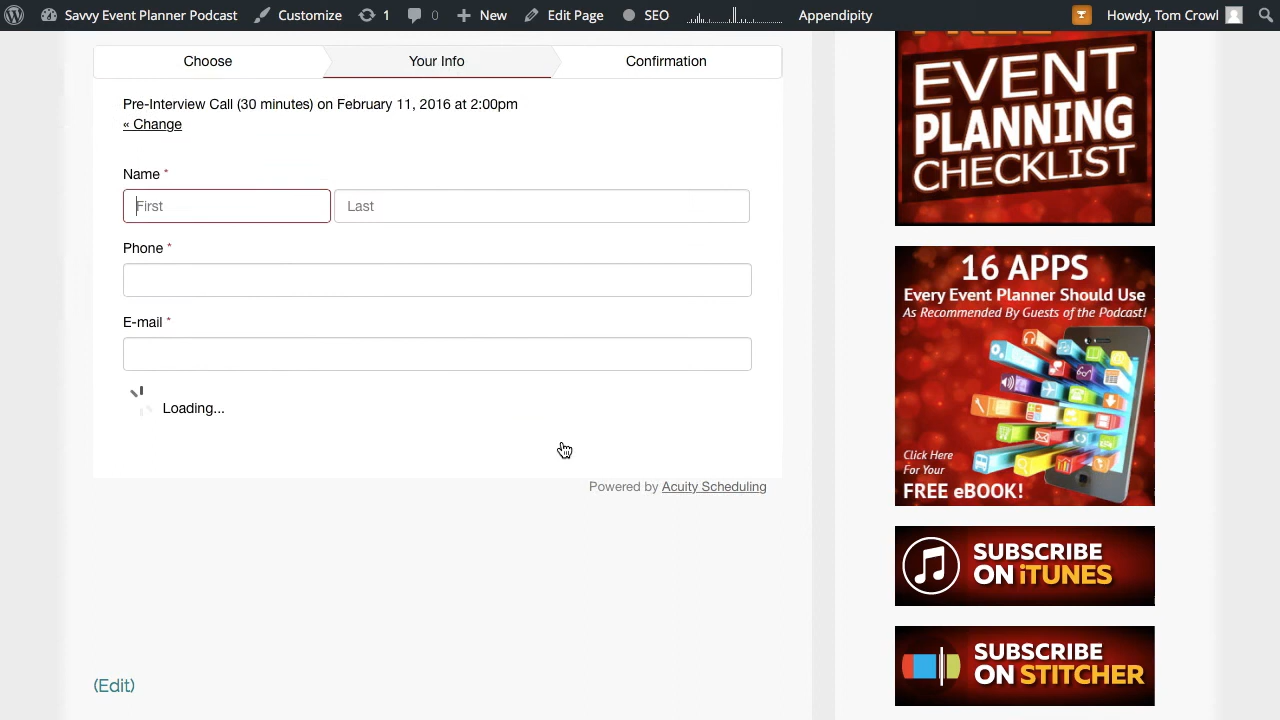 Savvy Event Planner Podcast Customize 1 0 New Edit Page SEO Appendipity Howdy, Tom Crowl
Choose Your Info Confirmation
Pre-Interview Call (30 minutes) on February 11, 2016 at 2:00pm
« Change
Name *
First Last
Phone *
E-mail *
Loading...
Powered by Acuity Scheduling
(Edit)
FREE
EVENT
PLANNING
CHECKLIST
16 APPS
Every Event Planner Should Use
As Recommended By Guests of the Podcast!
Click Here
For Your
FREE eBOOK!
SUBSCRIBE
ON iTUNES
SUBSCRIBE
ON STITCHER